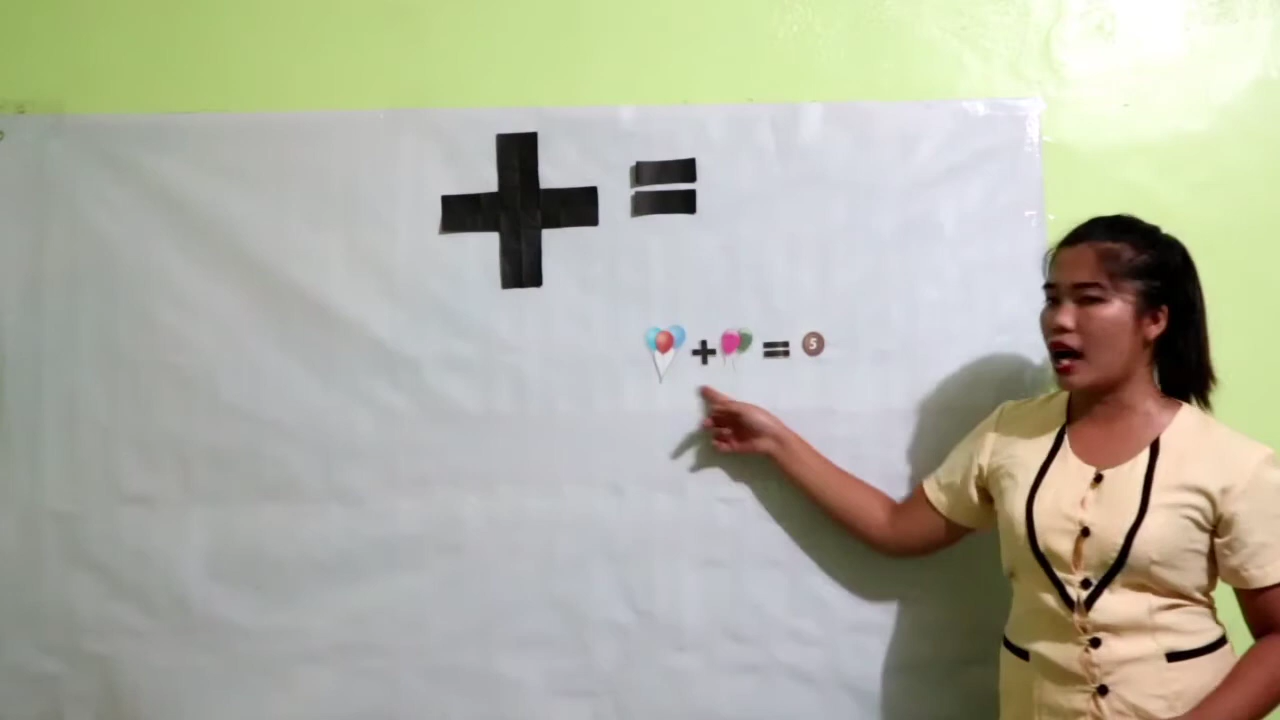 + =
+ = 5